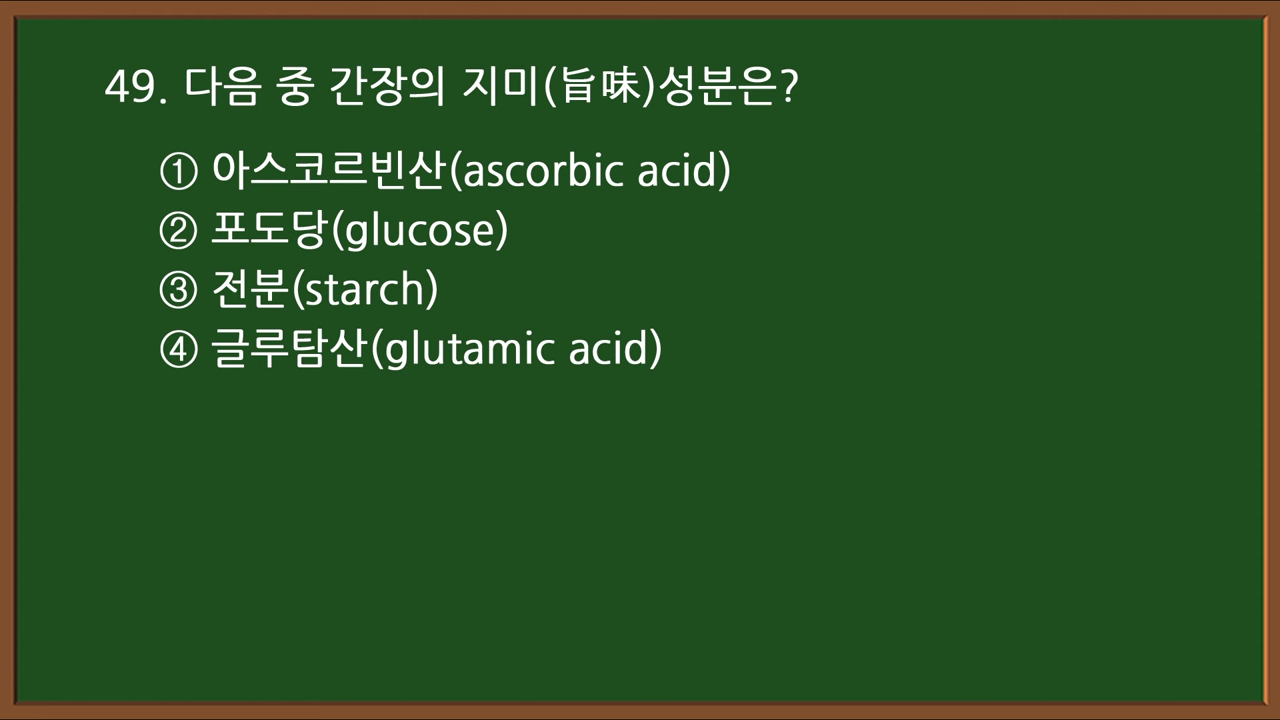 49. 다음 중 간장의 지미(旨味)성분은?
① 아스코르빈산(ascorbic acid)
② 포도당(glucose)
③ 전분(starch)
④ 글루탐산(glutamic acid)